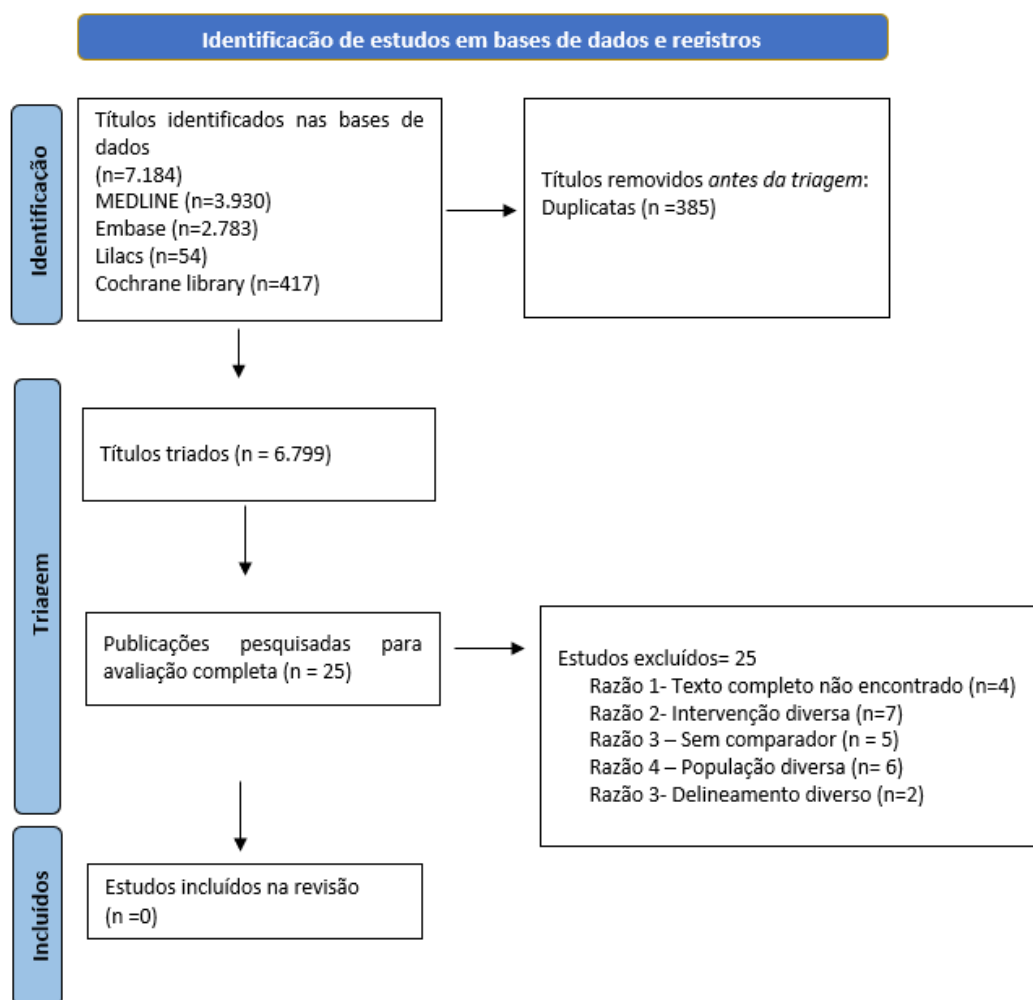 Identificação de estudos em bases de dados e registros
Identificação
Títulos identificados nas bases de
dados
(n=7.184)
MEDLINE (n=3.930)
Embase (n=2.783)
Lilacs (n=54)
Cochrane library (n=417)
Títulos removidos antes da triagem:
Duplicatas (n =385)
Triagem
Títulos triados (n = 6.799)
Publicações pesquisadas para
avaliação completa (n = 25)
Estudos excluídos= 25
Razão 1- Texto completo não encontrado (n=4)
Razão 2- Intervenção diversa (n=7)
Razão 3 – Sem comparador (n = 5)
Razão 4 – População diversa (n= 6)
Razão 3- Delineamento diverso (n=2)
Incluídos
Estudos incluídos na revisão
(n =0)